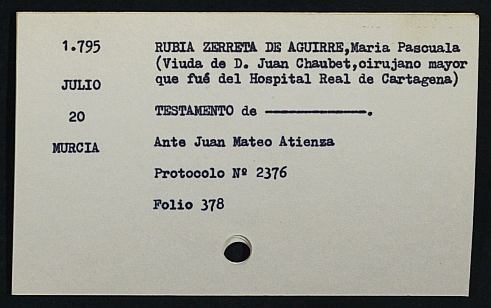 1.795
JULIO
20
MURCIA
RUBIA ZERRETA DE AGUIRRE,Maria Pascuala
(Viuda de D. Juan Chaubet,cirujano mayor
que fué del Hospital Real de Cartagena)
TESTAMENTO de ---------------.
Ante Juan Mateo Atienza
Protocolo Nº 2376
Folio 378